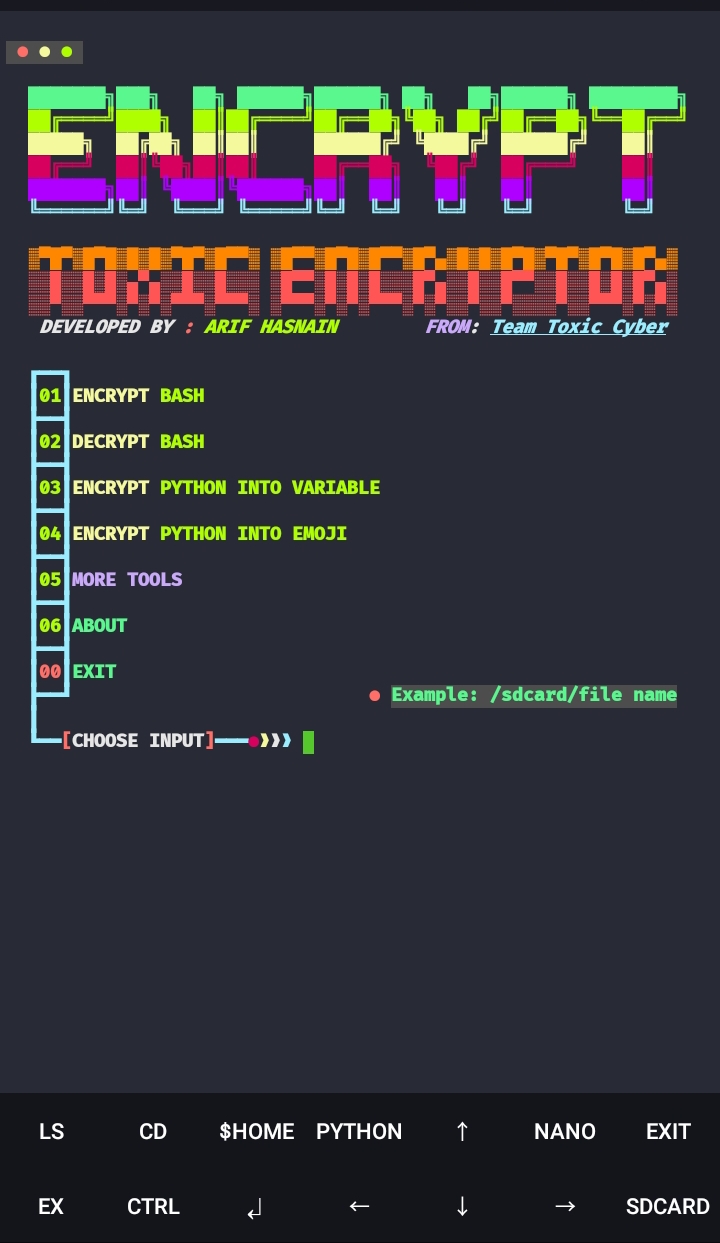 ENCRYPT
TOXIC ENCRYPTOR
DEVELOPED BY : ARIF HASNAIN FROM: Team Toxic Cyber
01 ENCRYPT BASH
02 DECRYPT BASH
03 ENCRYPT PYTHON INTO VARIABLE
04 ENCRYPT PYTHON INTO EMOJI
05 MORE TOOLS
06 ABOUT
00 EXIT
● Example: /sdcard/file name
[CHOOSE INPUT]
LS CD $HOME PYTHON ↑ NANO EXIT
EX CTRL ↲ ← ↓ → SDCARD